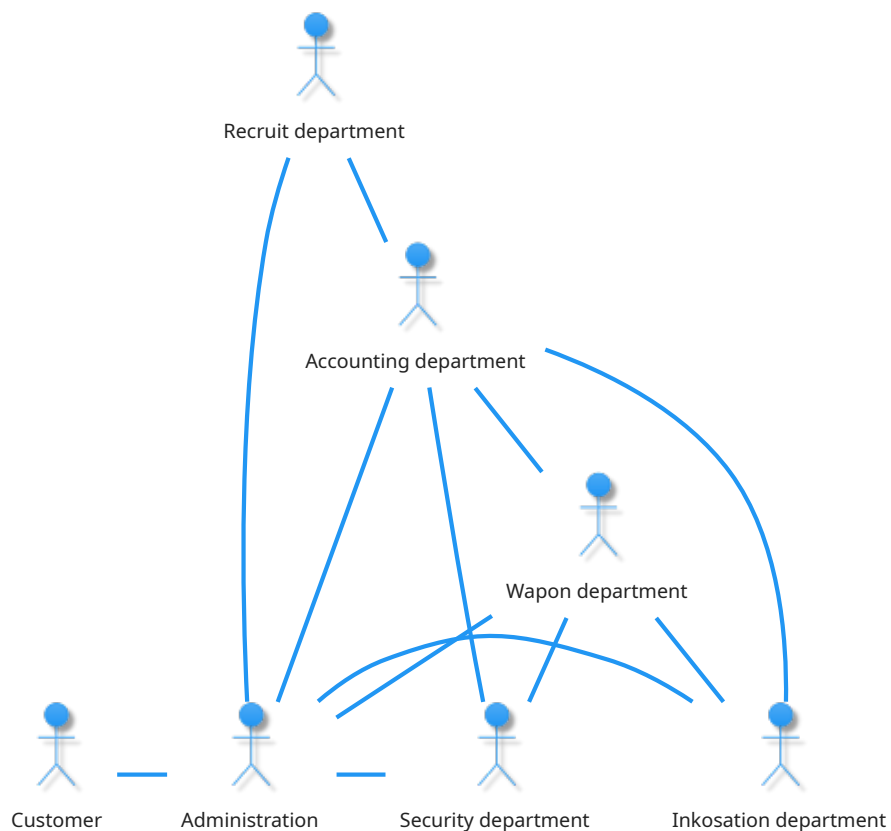 Recruit department
Accounting department
Wapon department
Customer
Administration
Security department
Inkosation department